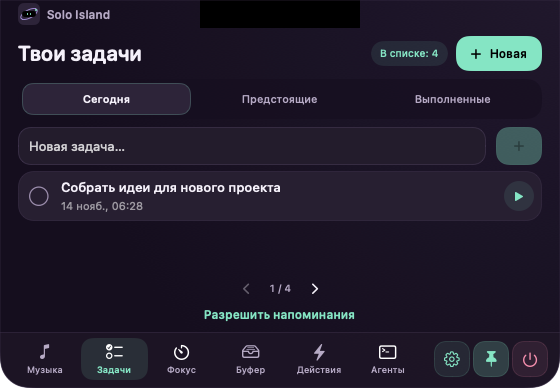 Solo Island
Твои задачи
В списке: 4
+ Новая
Сегодня
Предстоящие
Выполненные
Новая задача...
+
Собрать идеи для нового проекта
14 нояб., 06:28
1 / 4
Разрешить напоминания
Музыка
Задачи
Фокус
Буфер
Действия
Агенты